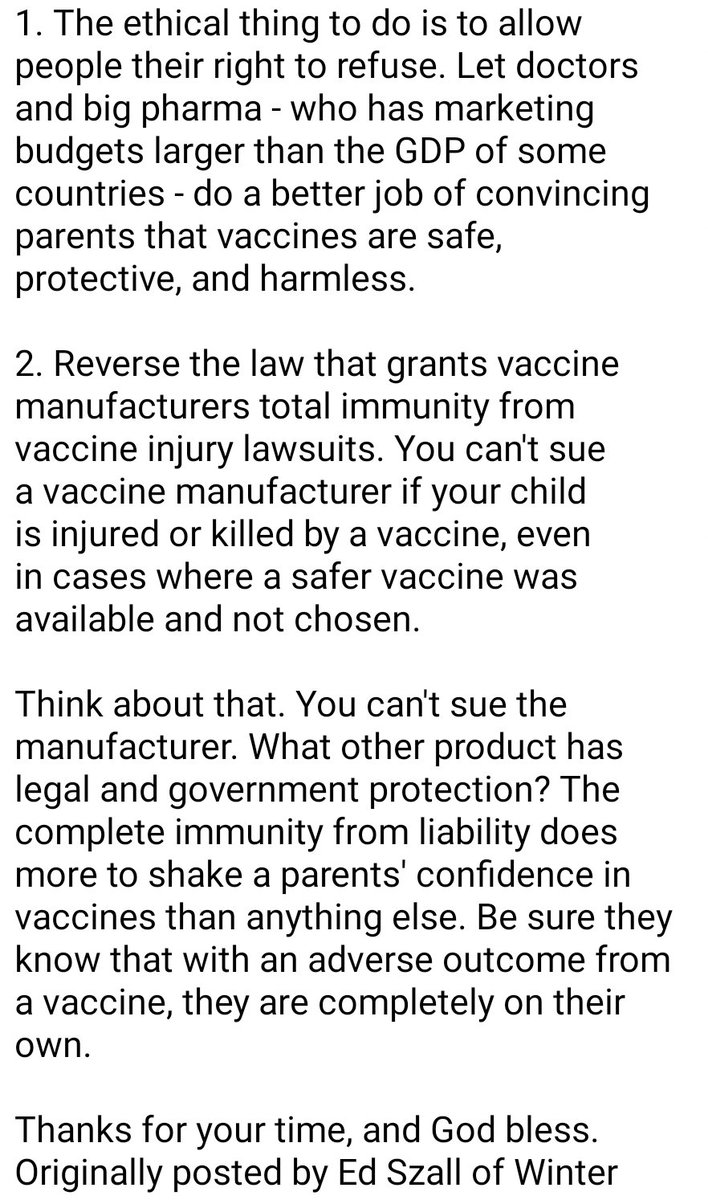 1. The ethical thing to do is to allow
people their right to refuse. Let doctors
and big pharma - who has marketing
budgets larger than the GDP of some
countries - do a better job of convincing
parents that vaccines are safe,
protective, and harmless.
2. Reverse the law that grants vaccine
manufacturers total immunity from
vaccine injury lawsuits. You can't sue
a vaccine manufacturer if your child
is injured or killed by a vaccine, even
in cases where a safer vaccine was
available and not chosen.
Think about that. You can't sue the
manufacturer. What other product has
legal and government protection? The
complete immunity from liability does
more to shake a parents' confidence in
vaccines than anything else. Be sure they
know that with an adverse outcome from
a vaccine, they are completely on their
own.
Thanks for your time, and God bless.
Originally posted by Ed Szall of Winter